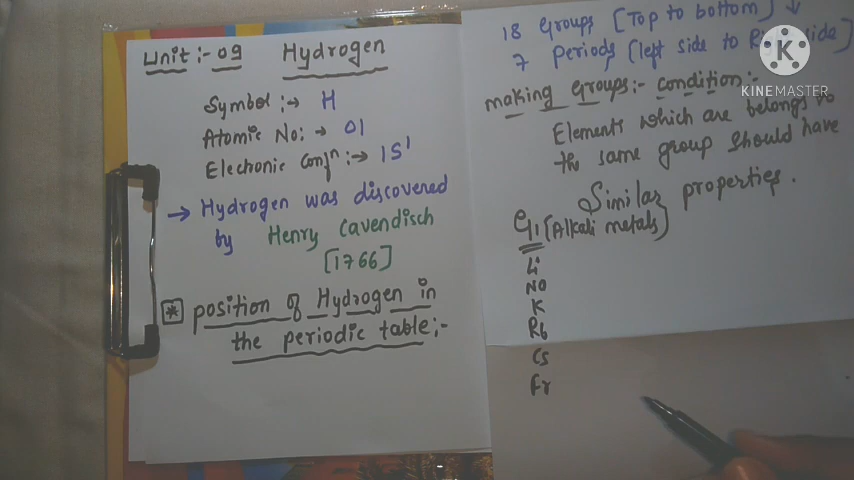 Unit :- 09 Hydrogen
Symbol :→ H
Atomic No: → 01
Electronic Confⁿ :→ 1S¹
→ Hydrogen was discovered
by Henry Cavendisch
[1766]
* position of Hydrogen in
the periodic table:-
18 Groups [Top to bottom] ↓
7 Periods [left side to side]
making Groups:- condition:-
Elements which are belongs to
the same group should have
Similar properties.
G1 [Alkali metals]
Li
Na
K
Rb
Cs
Fr
KINEMASTER